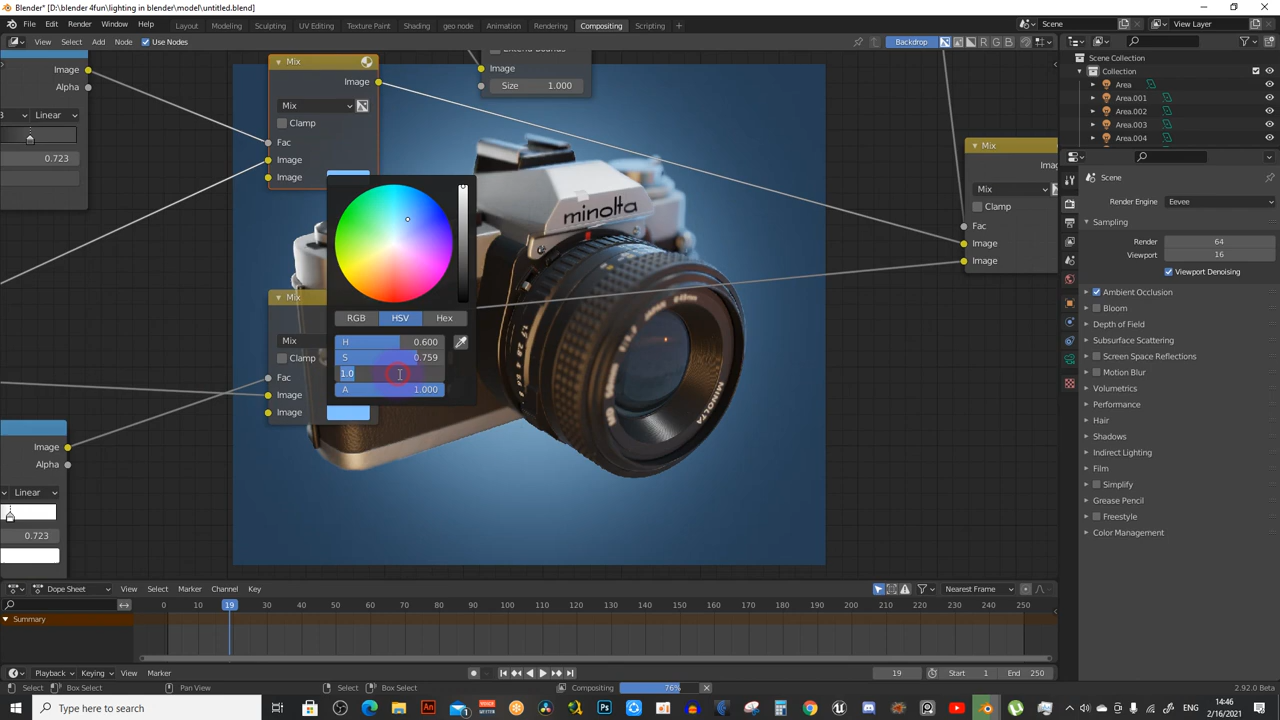 Blender* [D:\blender 4fun\lighting in blender\model\untitled.blend]
File Edit Render Window Help Layout Modeling Sculpting UV Editing Texture Paint Shading geo node Animation Rendering Compositing Scripting + Scene View Layer
View Select Add Node Use Nodes Backdrop R G B
Scene Collection
Collection
Area
Area.001
Area.002
Area.003
Area.004
Image
Alpha
Linear
0.723
Mix
Image
Mix
Clamp
Fac
Image
Image
Extend Bounds
Image
Size 1.000
Mix
Mix
Clamp
Fac
Image
Image
minolta
MINOLTA
RGB HSV Hex
H 0.600
S 0.759
1.0
A 1.000
Mix
Mix
Clamp
Fac
Image
Image
Image
Alpha
Linear
0.723
Scene
Render Engine Eevee
Sampling
Render 64
Viewport 16
Viewport Denoising
Ambient Occlusion
Bloom
Depth of Field
Subsurface Scattering
Screen Space Reflections
Motion Blur
Volumetrics
Performance
Hair
Shadows
Indirect Lighting
Film
Simplify
Grease Pencil
Freestyle
Color Management
Dope Sheet View Select Marker Channel Key Nearest Frame
0 10 19 30 40 50 60 70 80 90 100 110 120 130 140 150 160 170 180 190 200 210 220 230 240 250
Summary
Playback Keying View Marker 19 Start 1 End 250
Select Box Select Pan View Select Box Select Compositing 76% 2.92.0 Beta
Type here to search
14:46
2/16/2021